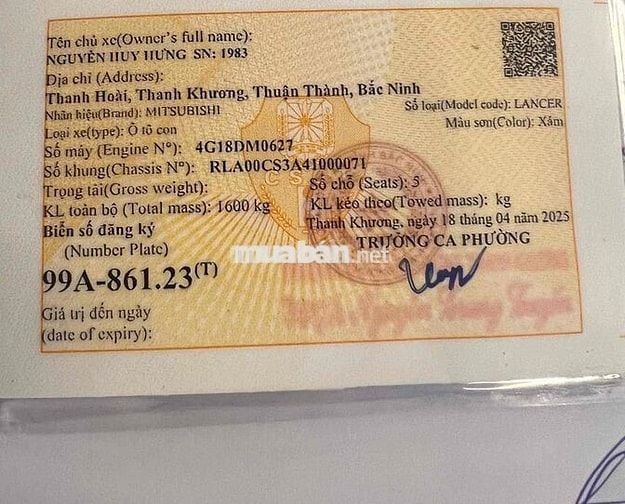 Tên chủ xe(Owner's full name):
NGUYỄN HUY HƯNG SN: 1983
Địa chỉ (Address):
Thanh Hoài, Thanh Khương, Thuận Thành, Bắc Ninh
Nhãn hiệu(Brand): MITSUBISHI
Số loại(Model code): LANCER
Loại xe(type): Ô tô con
Màu sơn(Color): Xám
Số máy (Engine N°): 4G18DM0627
Số khung(Chassis N°): RLA00CS3A41000071
Trọng tải(Gross weight):
Số chỗ (Seats): 5
KL toàn bộ (Total mass): 1600 kg
KL kéo theo(Towed mass): kg
Biển số đăng ký
(Number Plate)
Thanh Khương, ngày 18 tháng 04 năm 2025
TRƯỞNG CA PHƯỜNG
muaban.net
99A-861.23(T)
Giá trị đến ngày
(date of expiry):